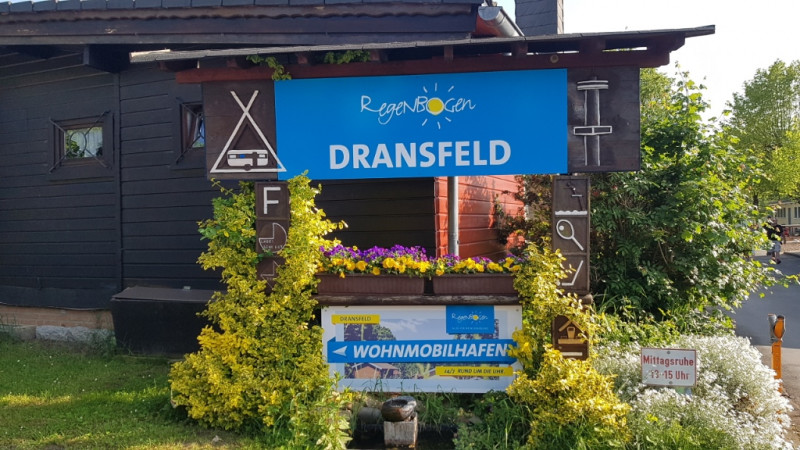 RegeNBOgen
DRANSFELD
F
DRANSFELD
WOHNMOBILHAFEN
24/7 RUND UM DIE UHR
Mittagsruhe
13-15 Uhr